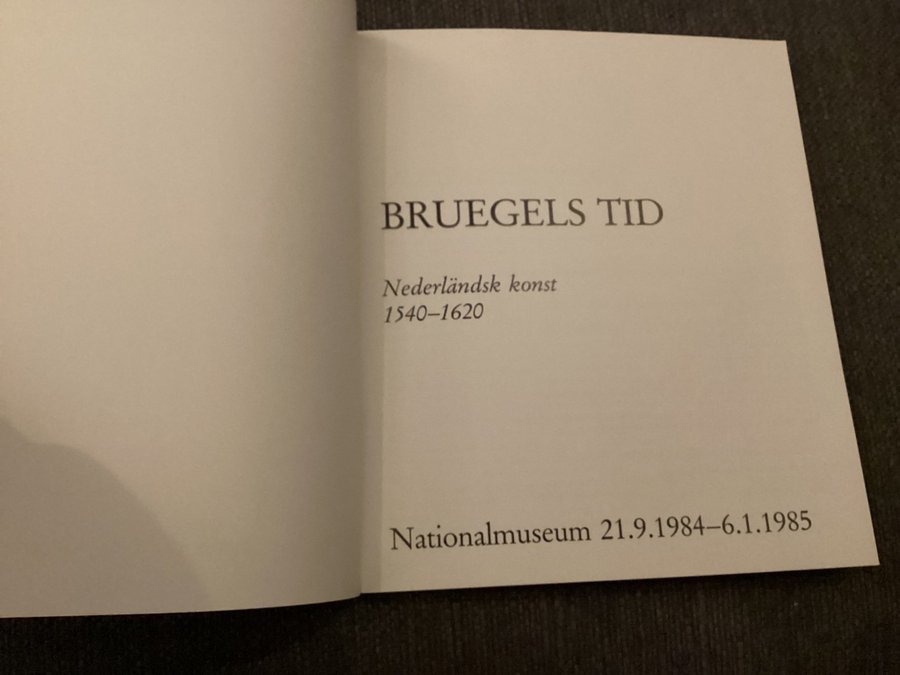 BRUEGELS TID
Nederländsk konst
1540–1620
Nationalmuseum 21.9.1984–6.1.1985